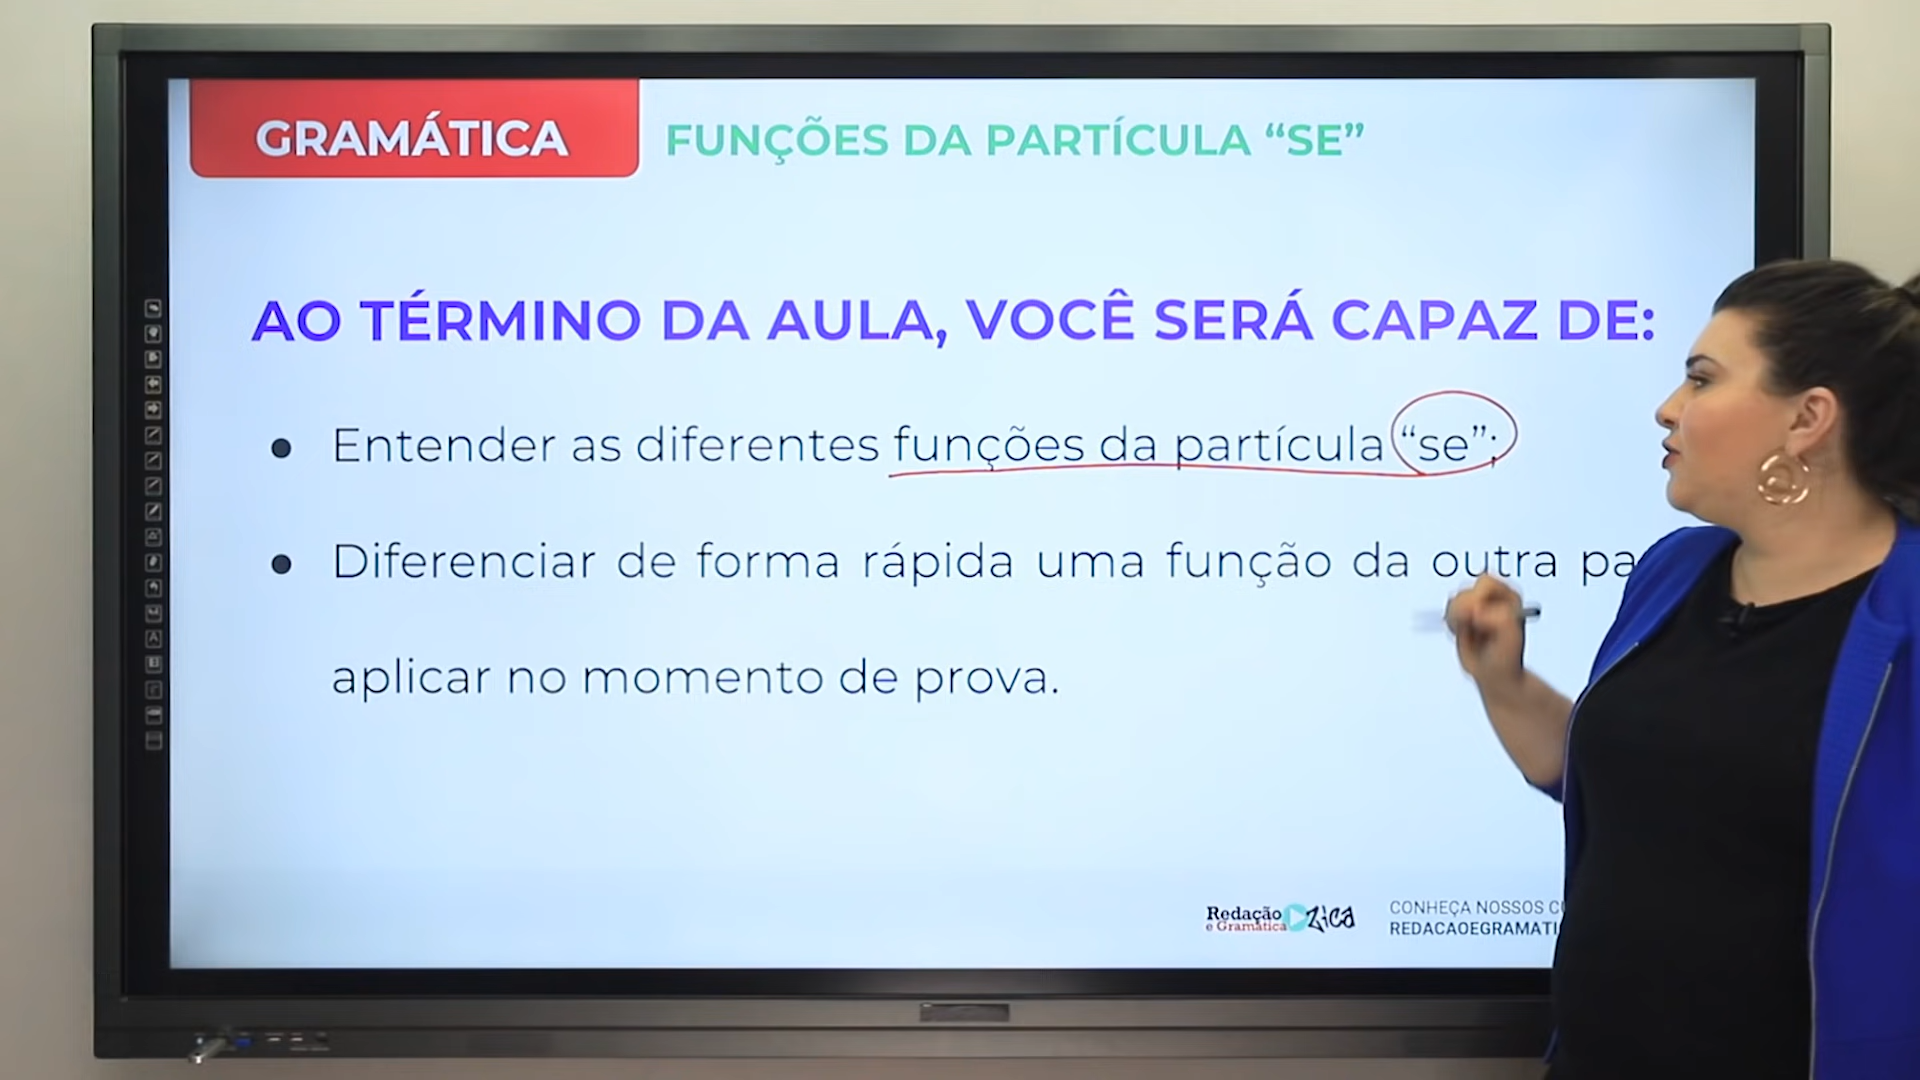 GRAMÁTICA FUNÇÕES DA PARTÍCULA “SE”
AO TÉRMINO DA AULA, VOCÊ SERÁ CAPAZ DE:
● Entender as diferentes funções da partícula “se”;
● Diferenciar de forma rápida uma função da outra
aplicar no momento de prova.
Redação
e Gramática
Zica
CONHEÇA NOSSOS